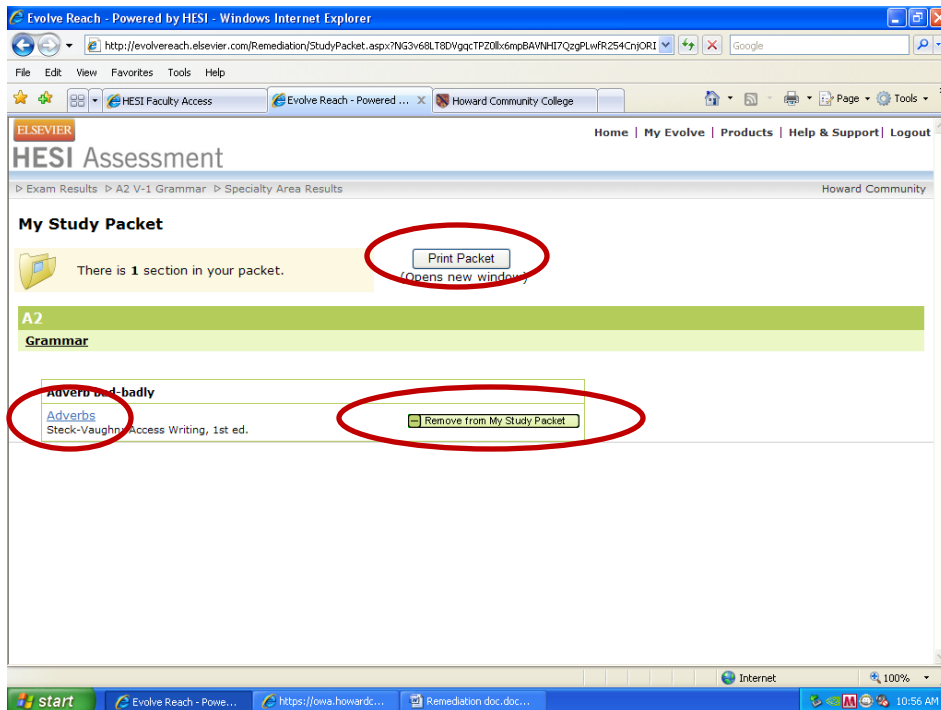 Evolve Reach - Powered by HESI - Windows Internet Explorer
http://evolvereach.elsevier.com/Remediation/StudyPacket.aspx?NG3v68LT8DVgqcTPZ0llx6mpBAVNHI7QzgPLwfR254CnjORI
Google
File Edit View Favorites Tools Help
HESI Faculty Access
Evolve Reach - Powered ...
Howard Community College
Page
Tools
ELSEVIER
HESI Assessment
Home | My Evolve | Products | Help & Support | Logout
Exam Results
A2 V-1 Grammar
Specialty Area Results
Howard Community
My Study Packet
There is 1 section in your packet.
Print Packet
(Opens new window)
A2
Grammar
Adverb bad-badly
Adverbs
Steck-Vaughn: Access Writing, 1st ed.
Remove from My Study Packet
Internet
100%
start
Evolve Reach - Powe...
https://owa.howardc...
Remediation doc.doc...
10:56 AM